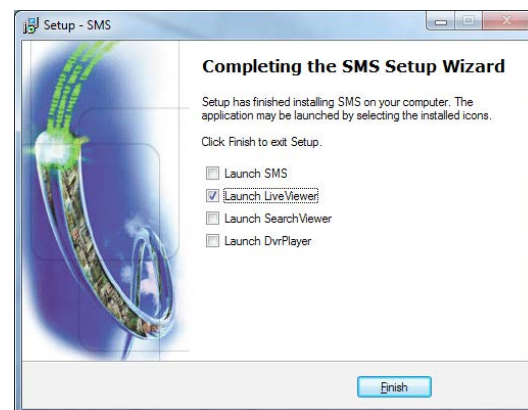 Setup - SMS
Completing the SMS Setup Wizard
Setup has finished installing SMS on your computer. The
application may be launched by selecting the installed icons.
Click Finish to exit Setup.
Launch SMS
Launch LiveViewer
Launch SearchViewer
Launch DvrPlayer
Finish